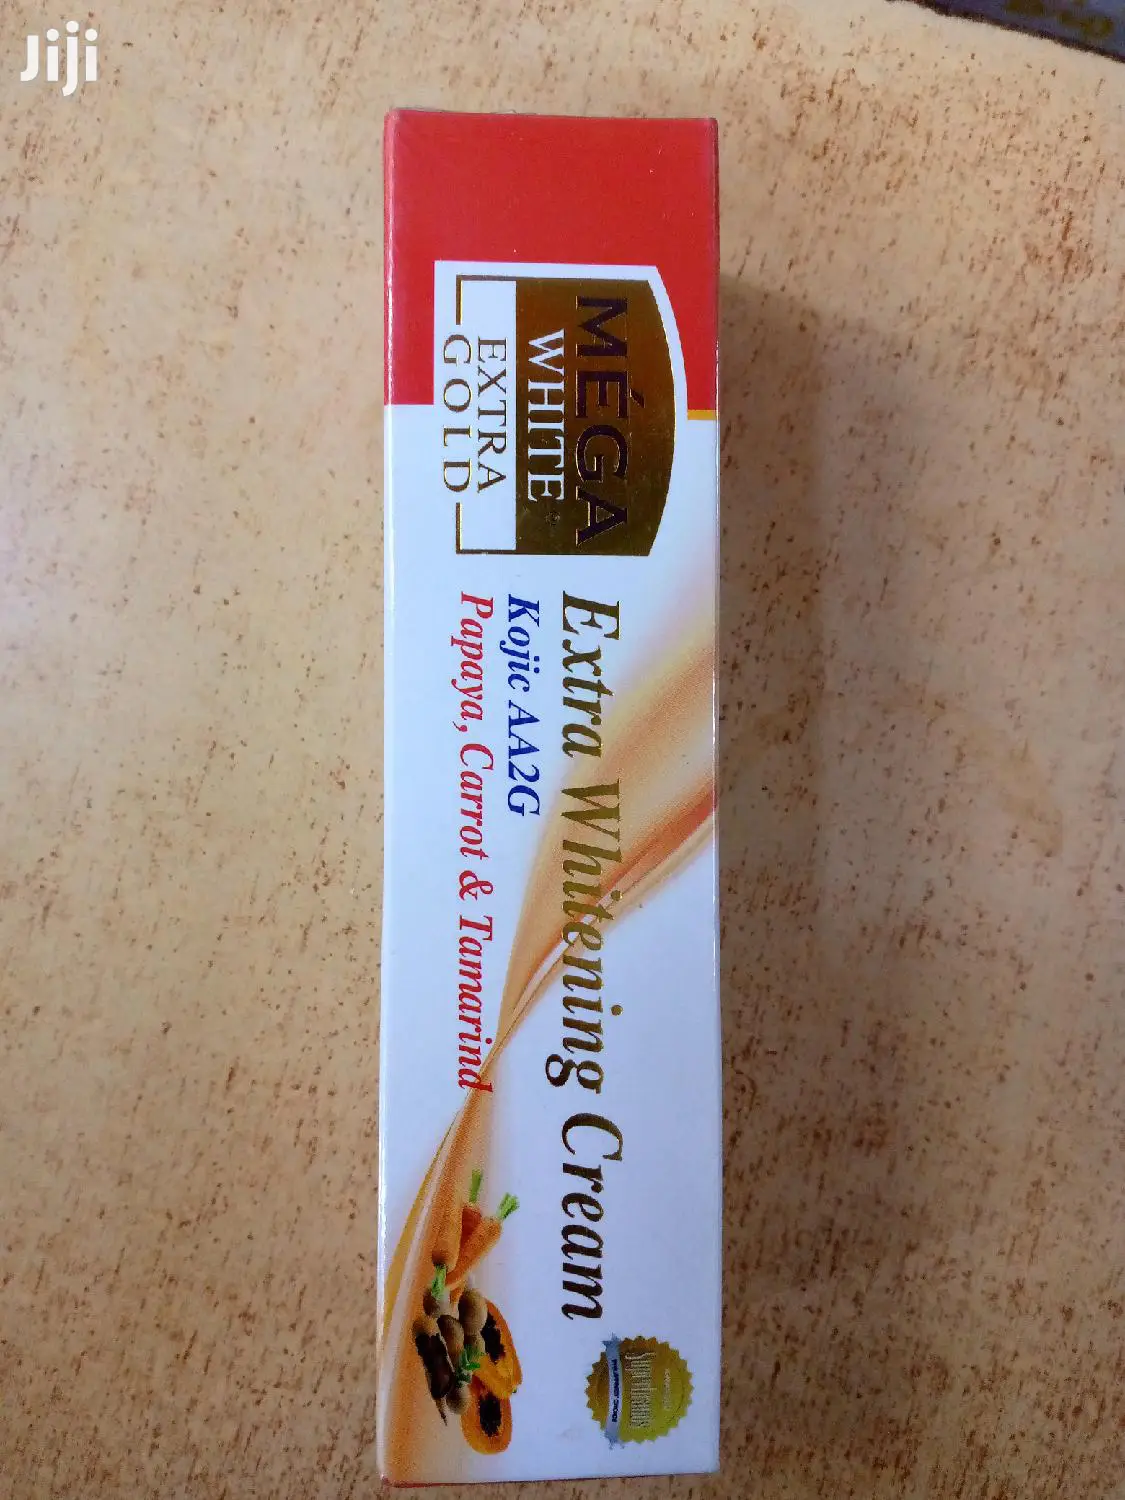 Jiji
MÉGA
WHITE
EXTRA
GOLD
Extra Whitening Cream
Kojic AA2G
Papaya, Carrot & Tamarind